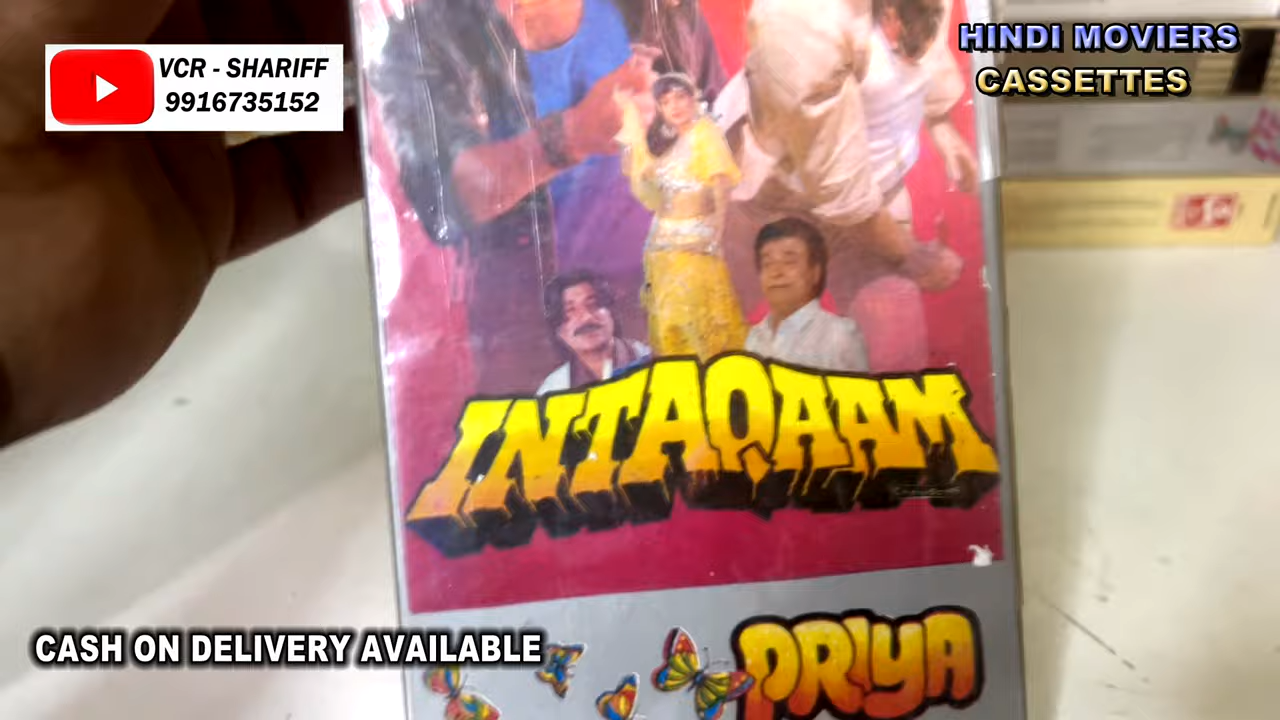 VCR - SHARIFF
9916735152
HINDI MOVIERS
CASSETTES
INTAQAAM
CASH ON DELIVERY AVAILABLE
PRIYA